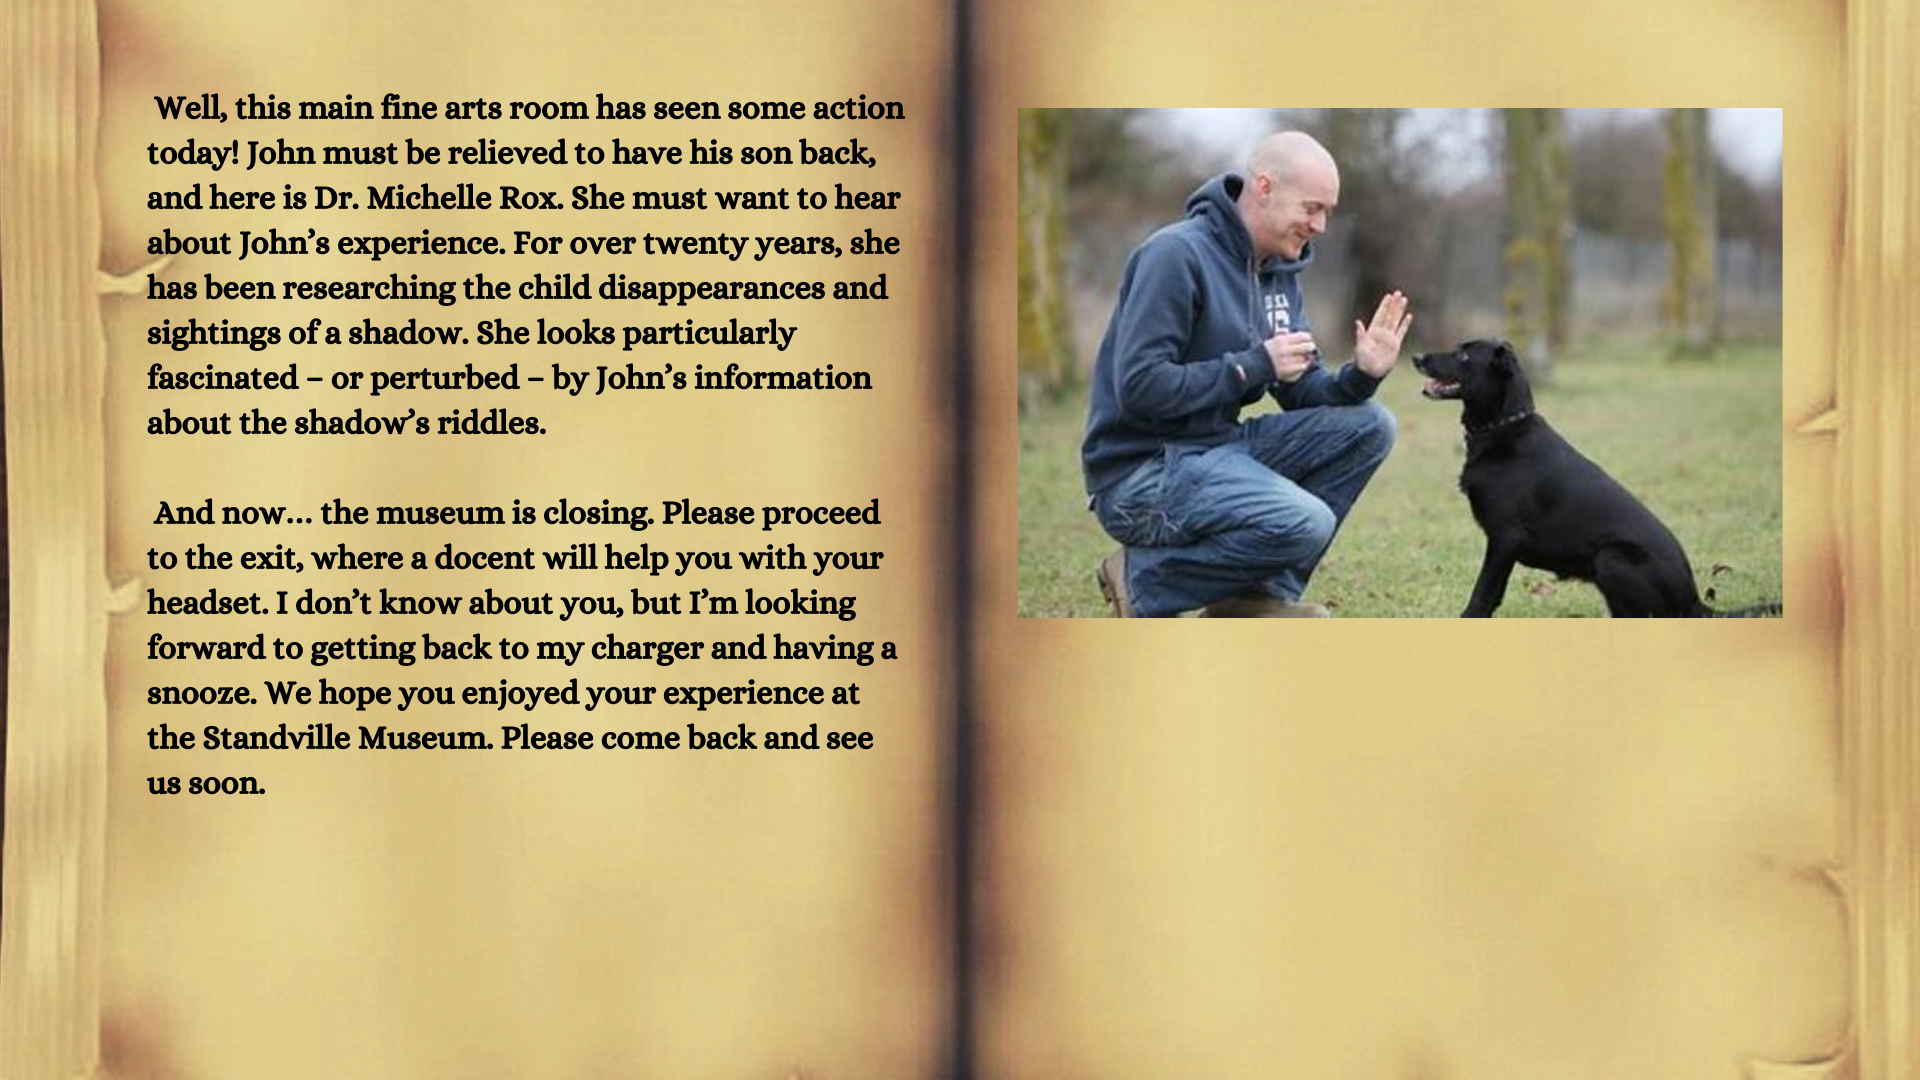 Well, this main fine arts room has seen some action
today! John must be relieved to have his son back,
and here is Dr. Michelle Rox. She must want to hear
about John’s experience. For over twenty years, she
has been researching the child disappearances and
sightings of a shadow. She looks particularly
fascinated – or perturbed – by John’s information
about the shadow’s riddles.
And now… the museum is closing. Please proceed
to the exit, where a docent will help you with your
headset. I don’t know about you, but I’m looking
forward to getting back to my charger and having a
snooze. We hope you enjoyed your experience at
the Standville Museum. Please come back and see
us soon.